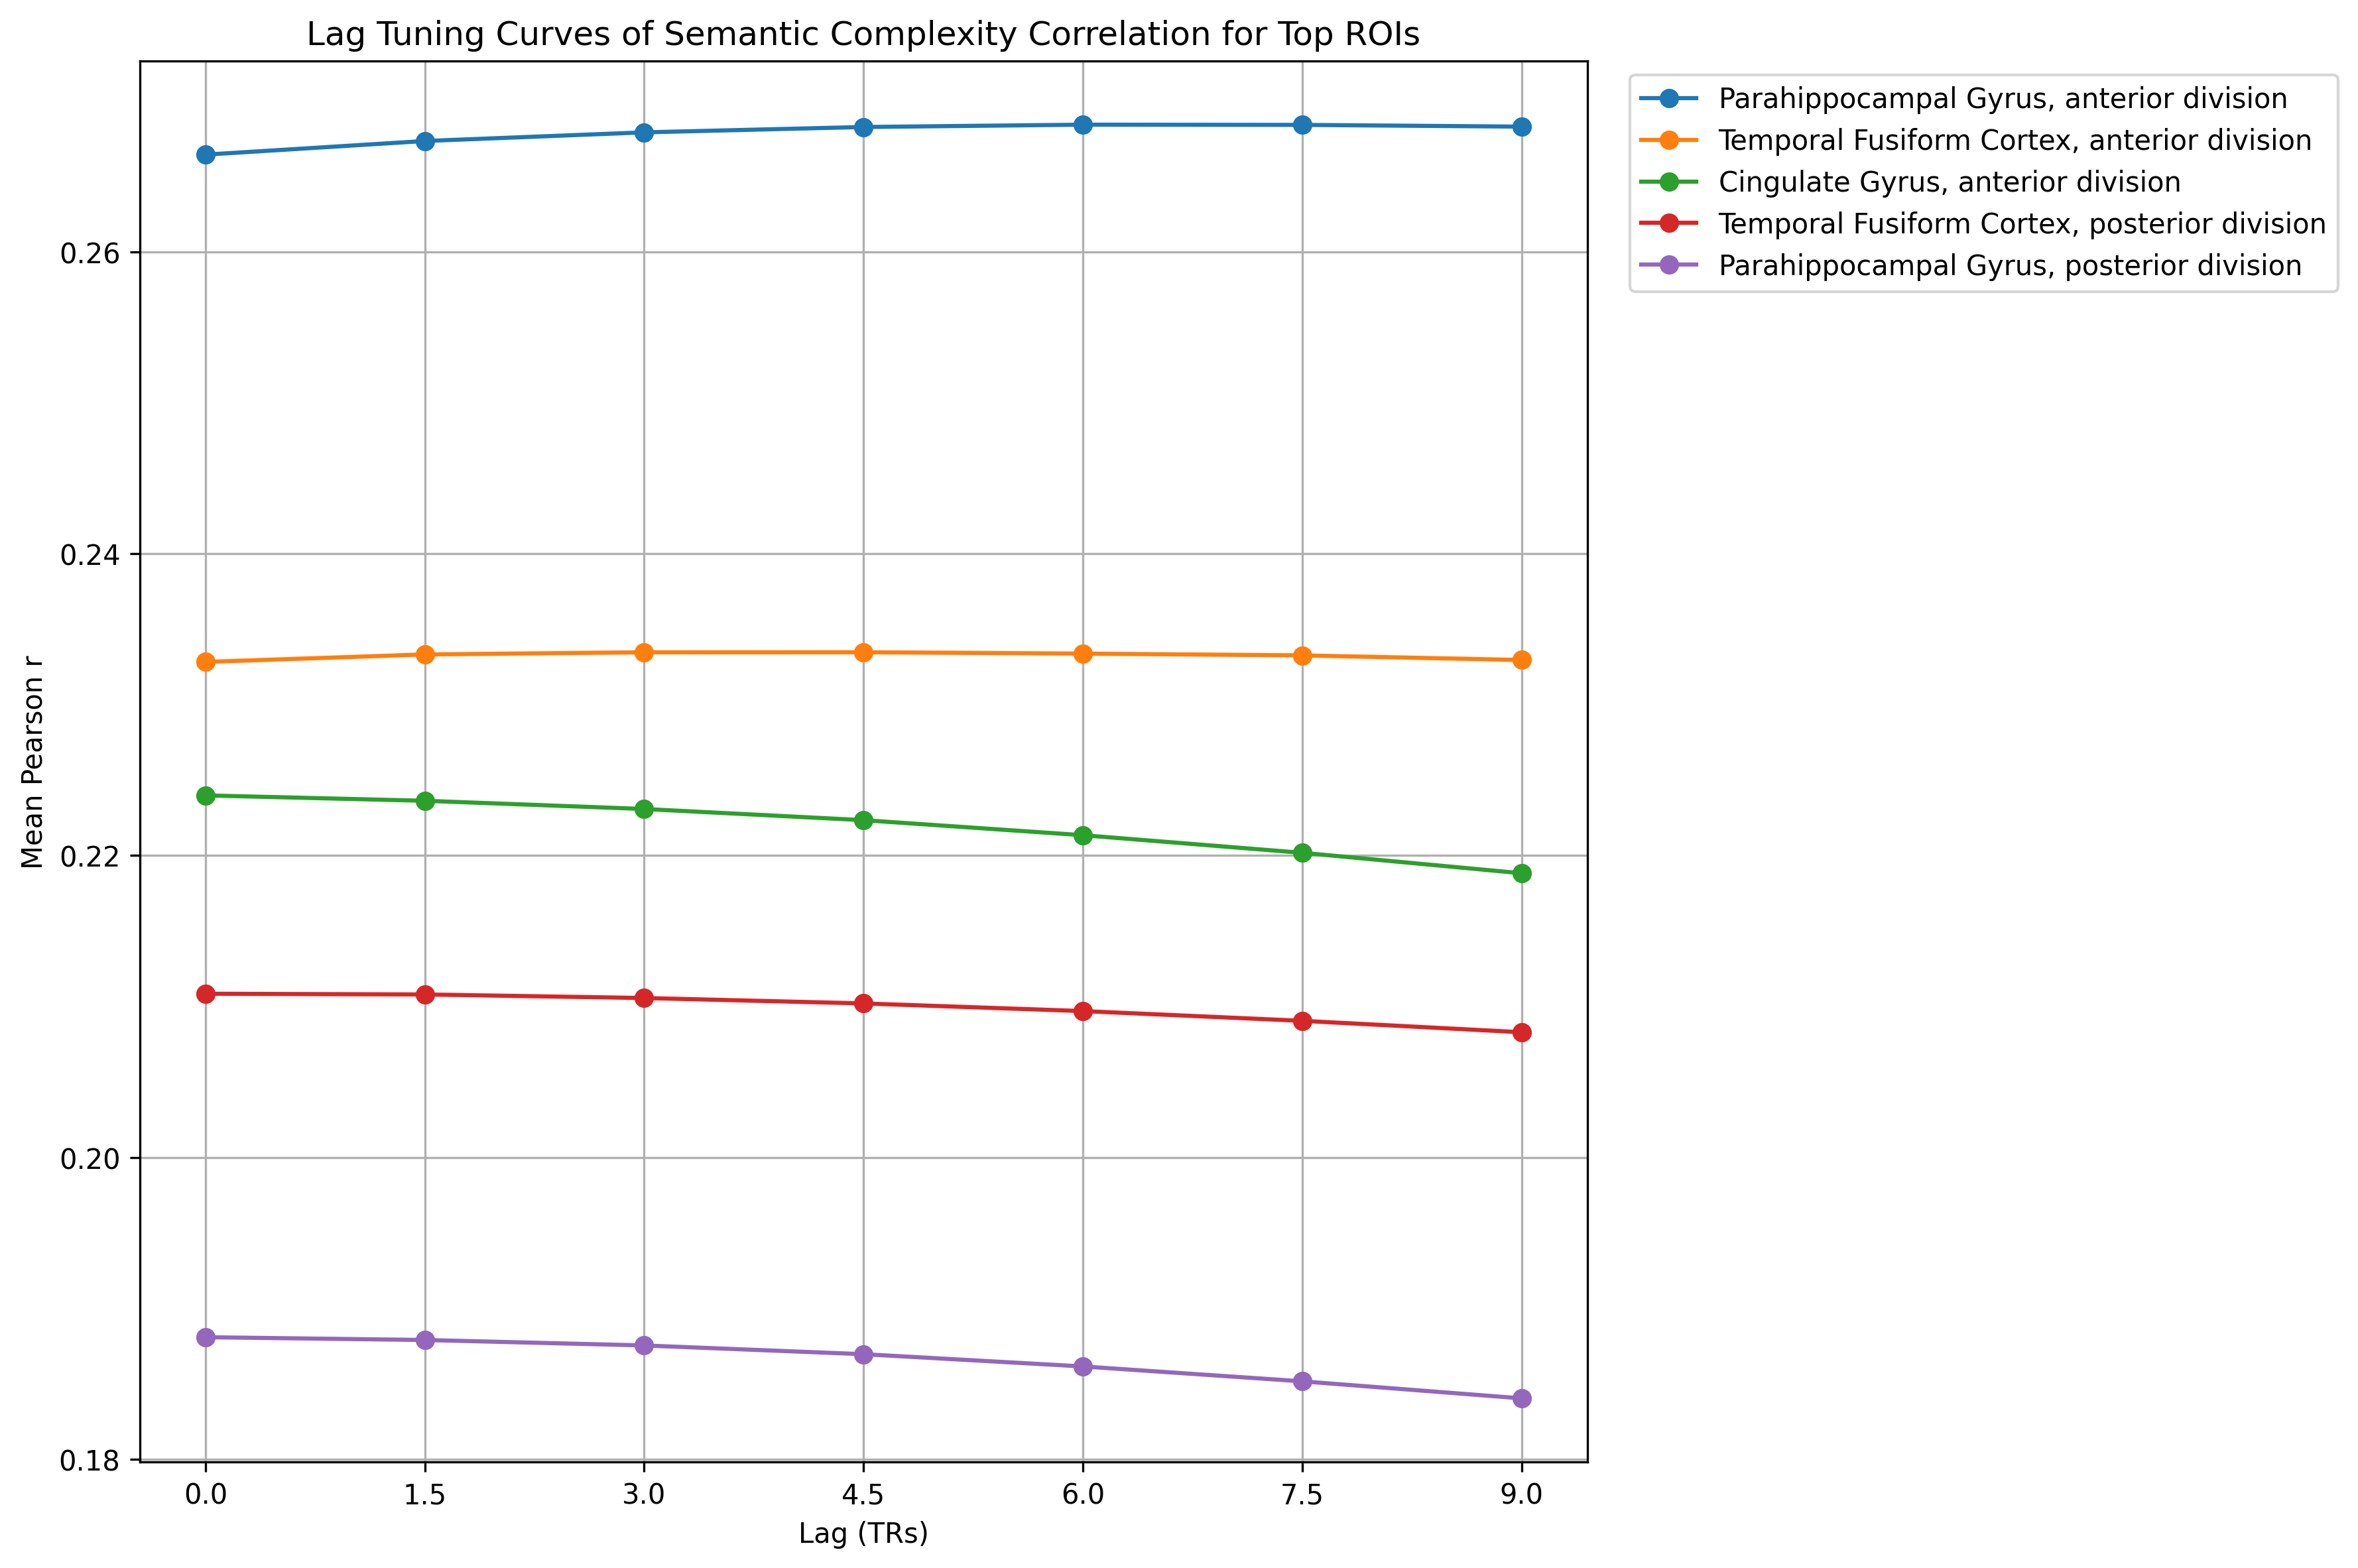 Lag Tuning Curves of Semantic Complexity Correlation for Top ROIs
Parahippocampal Gyrus, anterior division
Temporal Fusiform Cortex, anterior division
Cingulate Gyrus, anterior division
Temporal Fusiform Cortex, posterior division
Parahippocampal Gyrus, posterior division
Mean Pearson r
0.26
0.24
0.22
0.20
0.18
0.0 1.5 3.0 4.5 6.0 7.5 9.0
Lag (TRs)